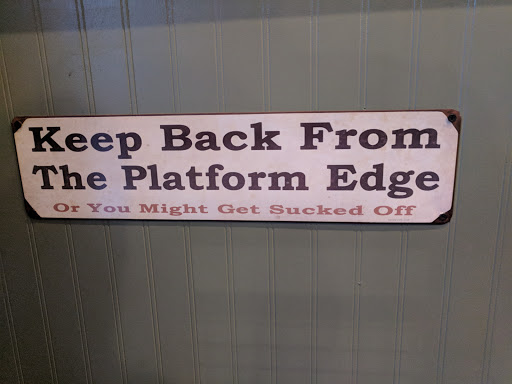 Keep Back From
The Platform Edge
Or You Might Get Sucked Off